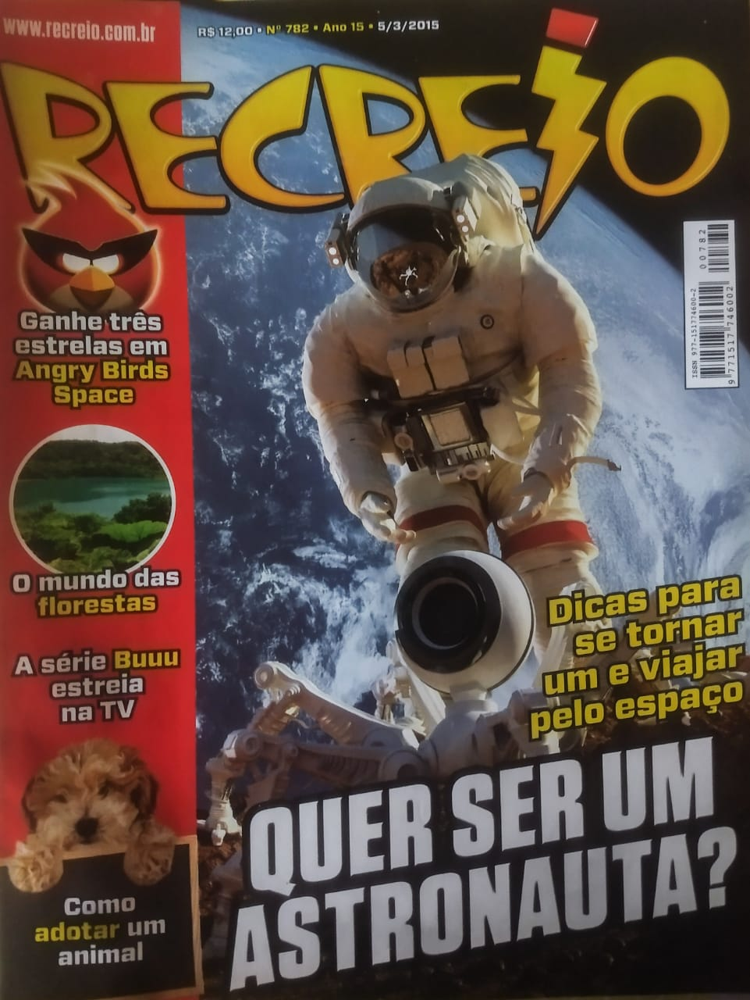 www.recreio.com.br
R$ 12,00 • Nº 782 • Ano 15 • 5/3/2015
RECREIO
Ganhe três
estrelas em
Angry Birds
Space
O mundo das
florestas
A série Buuu
estreia
na TV
Como
adotar um
animal
ISSN 977-151774600-2
00782
9 771517 746002
Dicas para
se tornar
um e viajar
pelo espaço
QUER SER UM
ASTRONAUTA?